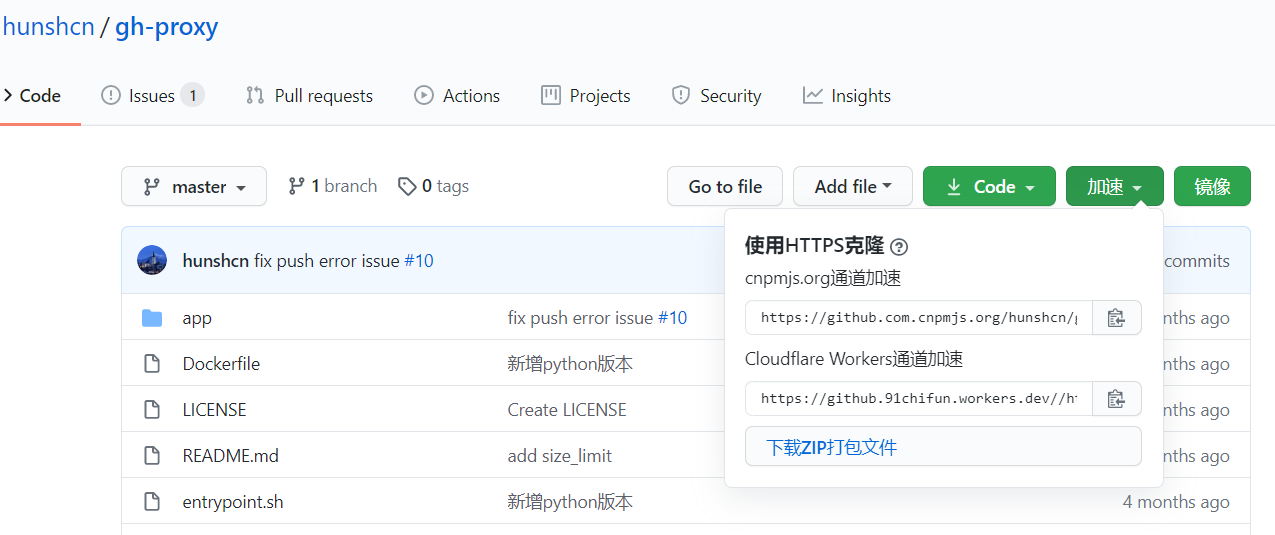 hunshcn / gh-proxy
Code Issues 1 Pull requests Actions Projects Security Insights
master 1 branch 0 tags Go to file Add file Code 加速 镜像
hunshcn fix push error issue #10 commits
使用HTTPS克隆
cnpmjs.org通道加速
app fix push error issue #10 nths ago
https://github.com.cnpmjs.org/hunshcn/g
Dockerfile 新增python版本 nths ago
Cloudflare Workers通道加速
LICENSE Create LICENSE nths ago
https://github.91chifun.workers.dev//ht
README.md add size_limit nths ago
下载ZIP打包文件
entrypoint.sh 新增python版本 4 months ago